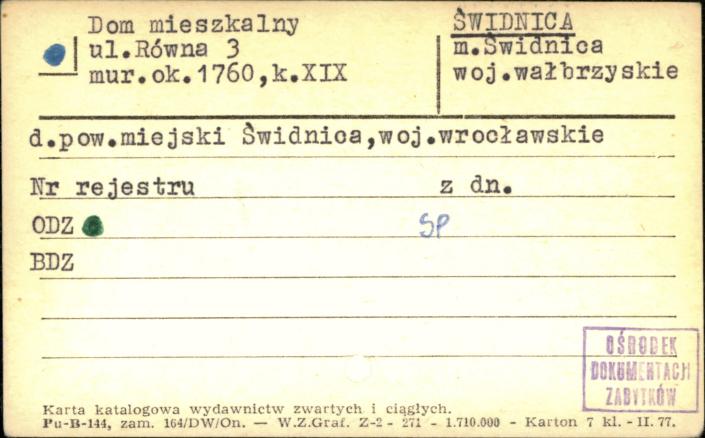 Dom mieszkalny
ul.Równa 3
mur.ok.1760,k.XIX
ŚWIDNICA
m.Świdnica
woj.wałbrzyskie
d.pow.miejski Świdnica,woj.wrocławskie
Nr rejestru z dn.
ODZ SP
BDZ
OŚRODEK
DOKUMENTACJI
ZABYTKÓW
Karta katalogowa wydawnictw zwartych i ciągłych.
Pu-B-144, zam. 164/DW/On. — W.Z.Graf. Z-2 - 271 - 1.710.000 - Karton 7 kl. - II. 77.